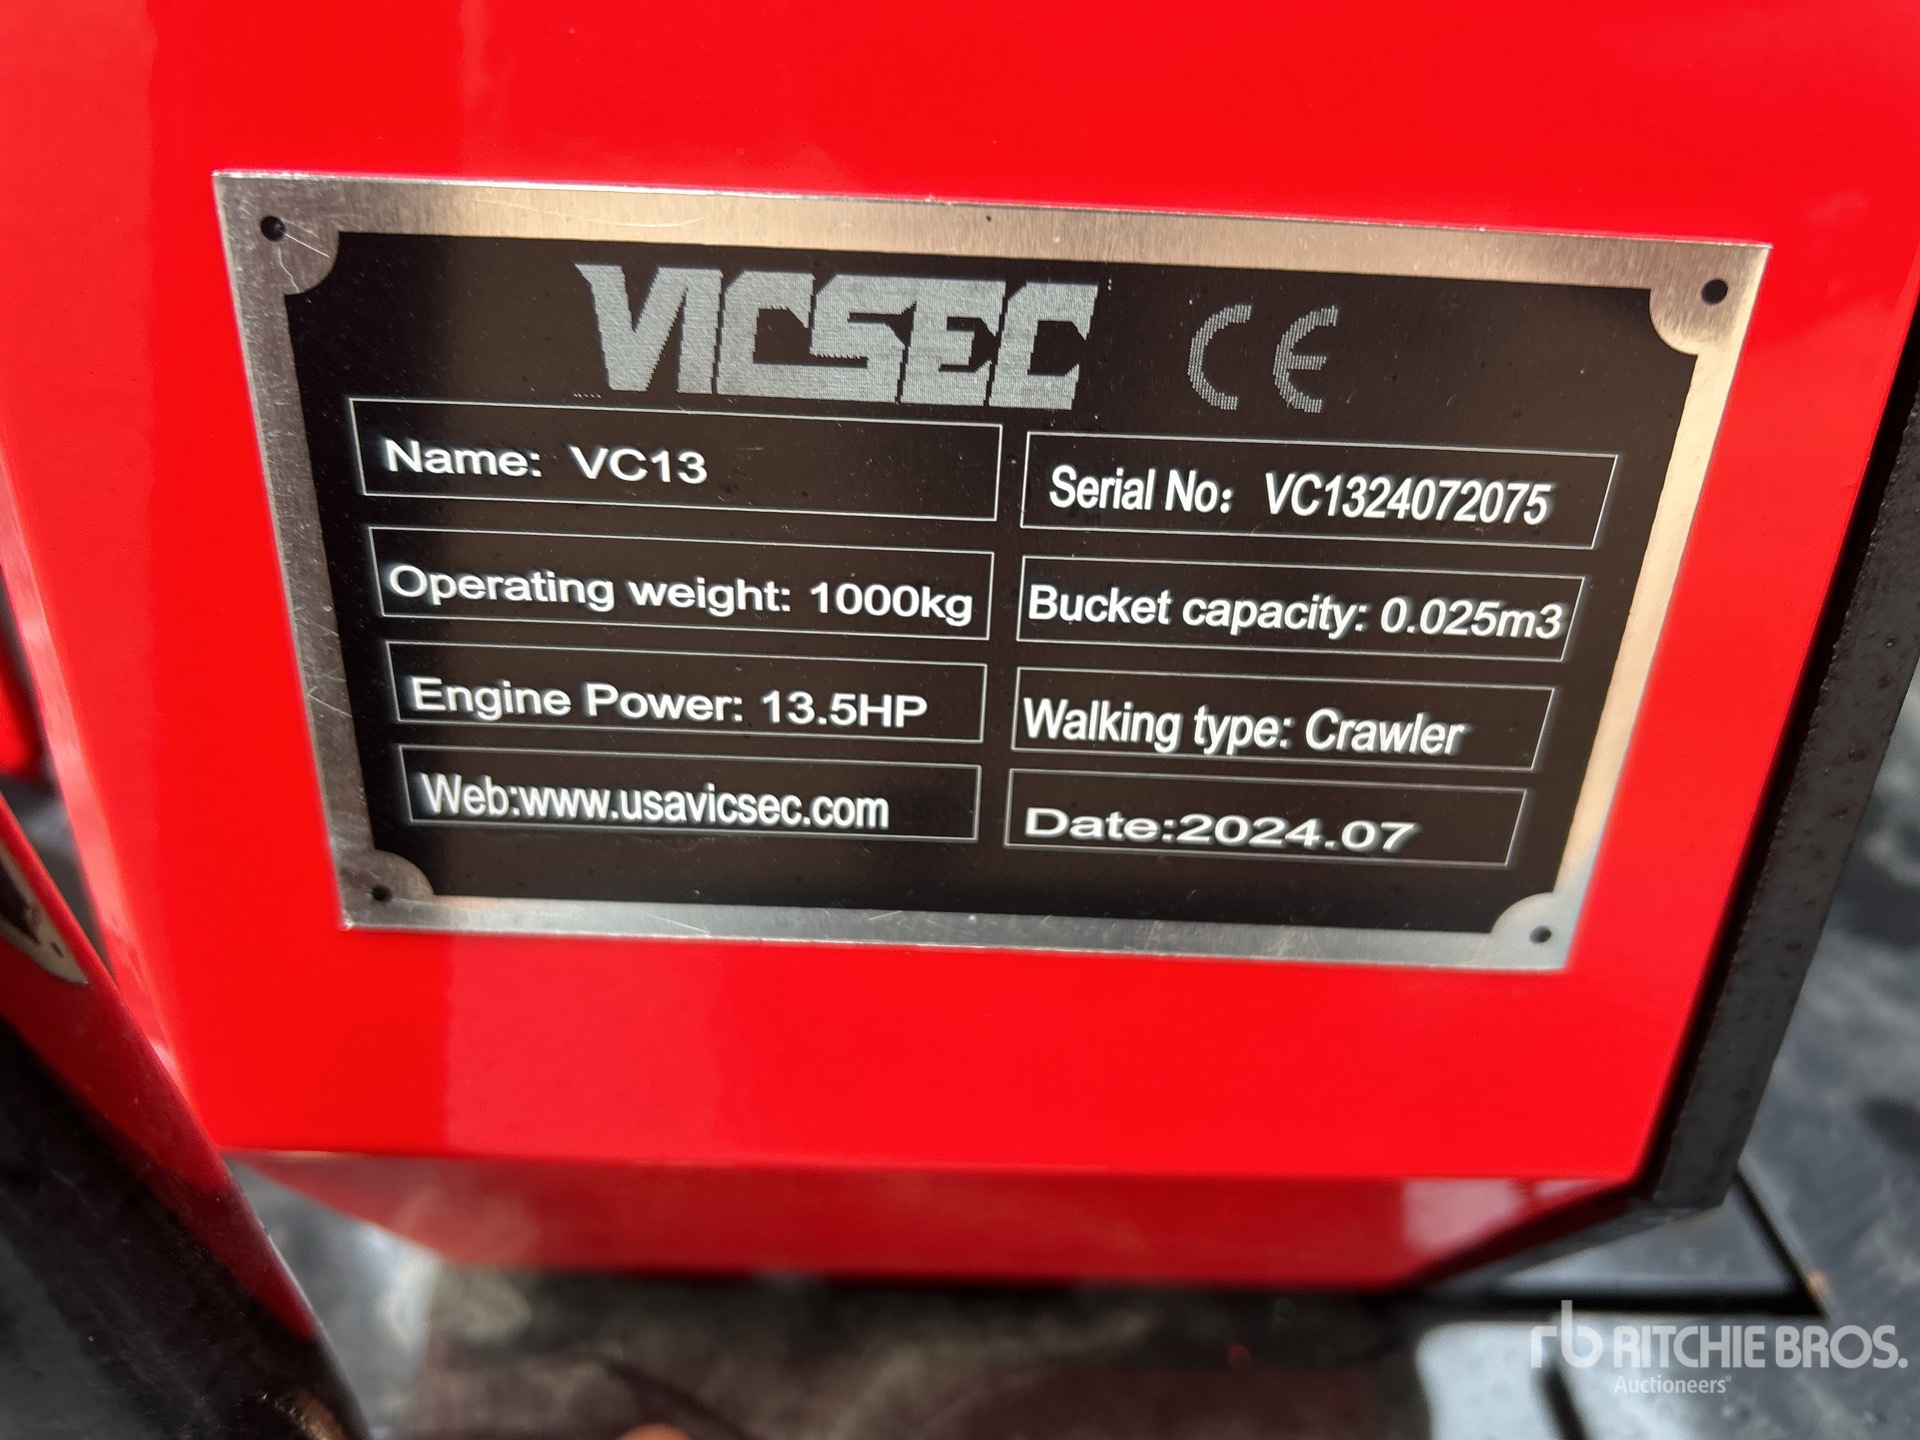 VICSEC CE
Name: VC13
Serial No: VC1324072075
Operating weight: 1000kg
Bucket capacity: 0.025m3
Engine Power: 13.5HP
Walking type: Crawler
Web:www.usavicsec.com
Date:2024.07
rb RITCHIE BROS.
Auctioneers